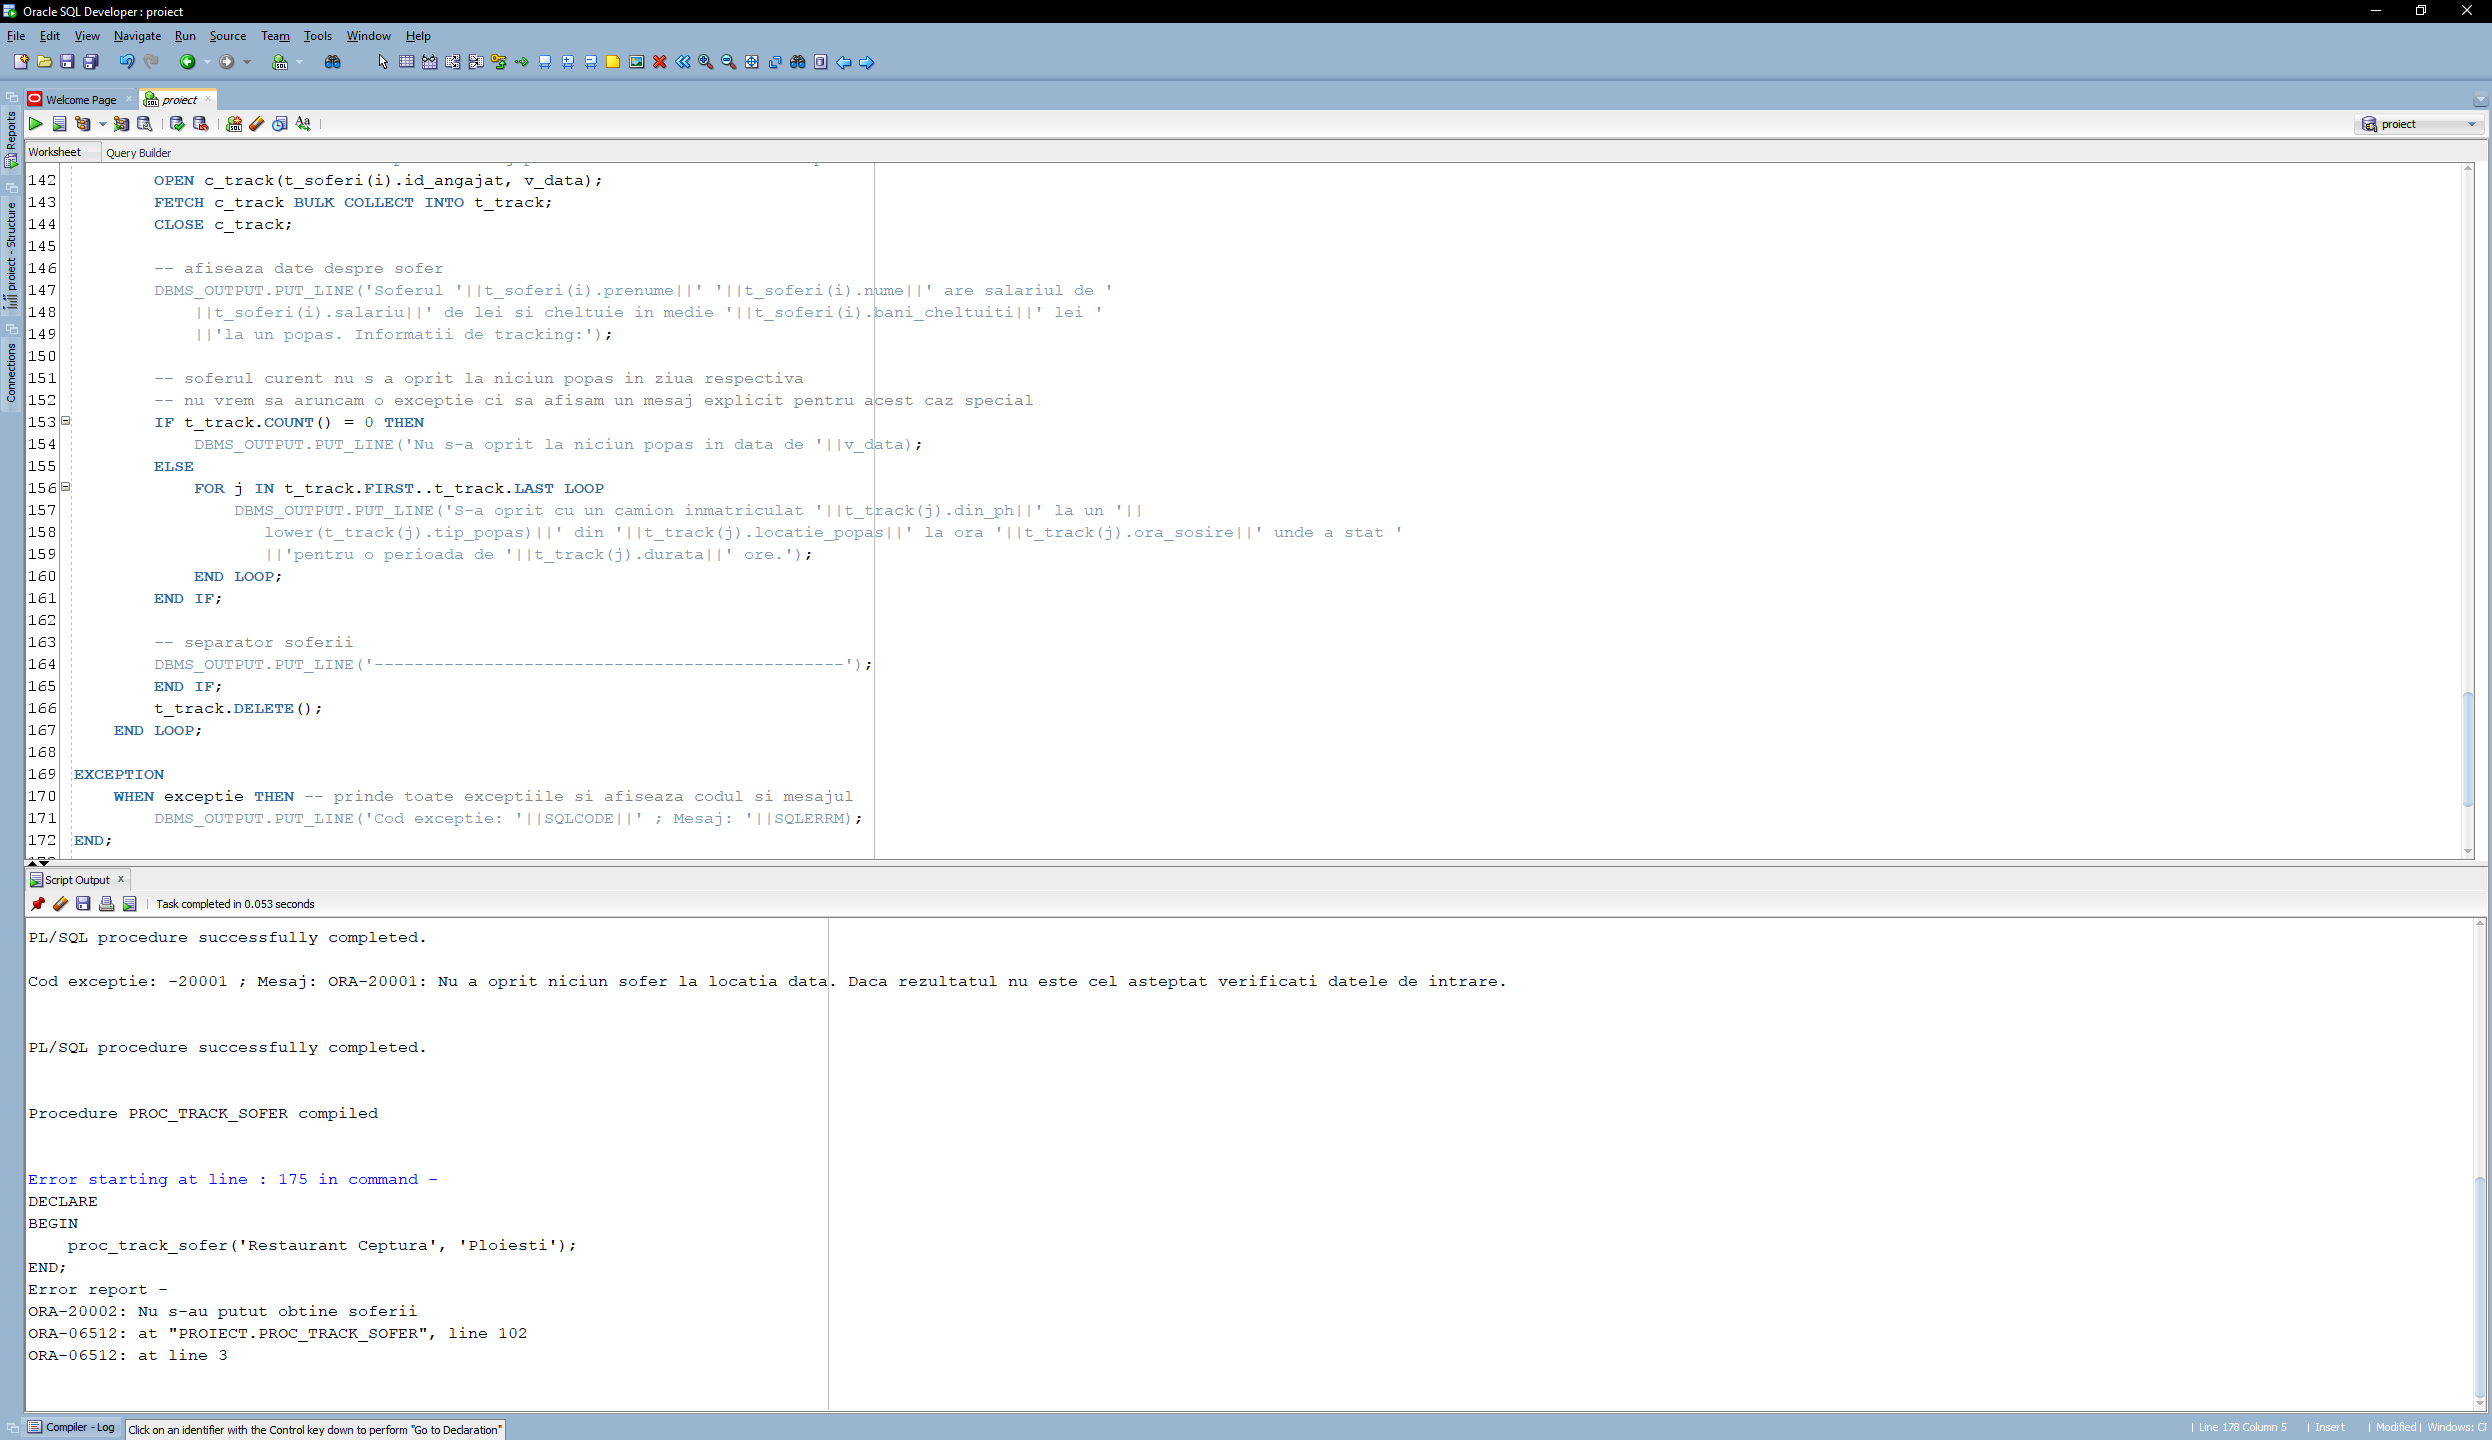 Oracle SQL Developer : proiect
File Edit View Navigate Run Source Team Tools Window Help
Welcome Page
proiect
proiect
Reports
proiect - Structure
Connections
Worksheet Query Builder
142 OPEN c_track(t_soferi(i).id_angajat, v_data);
143 FETCH c_track BULK COLLECT INTO t_track;
144 CLOSE c_track;
145
146 -- afiseaza date despre sofer
147 DBMS_OUTPUT.PUT_LINE('Soferul '||t_soferi(i).prenume||' '||t_soferi(i).nume||' are salariul de '
148 ||t_soferi(i).salariu||' de lei si cheltuie in medie '||t_soferi(i).bani_cheltuiti||' lei '
149 ||'la un popas. Informatii de tracking:');
150
151 -- soferul curent nu s a oprit la niciun popas in ziua respectiva
152 -- nu vrem sa aruncam o exceptie ci sa afisam un mesaj explicit pentru acest caz special
153 IF t_track.COUNT() = 0 THEN
154 DBMS_OUTPUT.PUT_LINE('Nu s-a oprit la niciun popas in data de '||v_data);
155 ELSE
156 FOR j IN t_track.FIRST..t_track.LAST LOOP
157 DBMS_OUTPUT.PUT_LINE('S-a oprit cu un camion inmatriculat '||t_track(j).din_ph||' la un '||
158 lower(t_track(j).tip_popas)||' din '||t_track(j).locatie_popas||' la ora '||t_track(j).ora_sosire||' unde a stat '
159 ||'pentru o perioada de '||t_track(j).durata||' ore.');
160 END LOOP;
161 END IF;
162
163 -- separator soferii
164 DBMS_OUTPUT.PUT_LINE('-----------------------------------------------');
165 END IF;
166 t_track.DELETE();
167 END LOOP;
168
169 EXCEPTION
170 WHEN exceptie THEN -- prinde toate exceptiile si afiseaza codul si mesajul
171 DBMS_OUTPUT.PUT_LINE('Cod exceptie: '||SQLCODE||' ; Mesaj: '||SQLERRM);
172 END;
Script Output x
Task completed in 0.053 seconds
PL/SQL procedure successfully completed.
Cod exceptie: -20001 ; Mesaj: ORA-20001: Nu a oprit niciun sofer la locatia data. Daca rezultatul nu este cel asteptat verificati datele de intrare.
PL/SQL procedure successfully completed.
Procedure PROC_TRACK_SOFER compiled
Error starting at line : 175 in command -
DECLARE
BEGIN
proc_track_sofer('Restaurant Ceptura', 'Ploiesti');
END;
Error report -
ORA-20002: Nu s-au putut obtine soferii
ORA-06512: at "PROIECT.PROC_TRACK_SOFER", line 102
ORA-06512: at line 3
Compiler - Log
Click on an identifier with the Control key down to perform "Go to Declaration"
| Line 178 Column 5 | Insert | Modified | Windows: